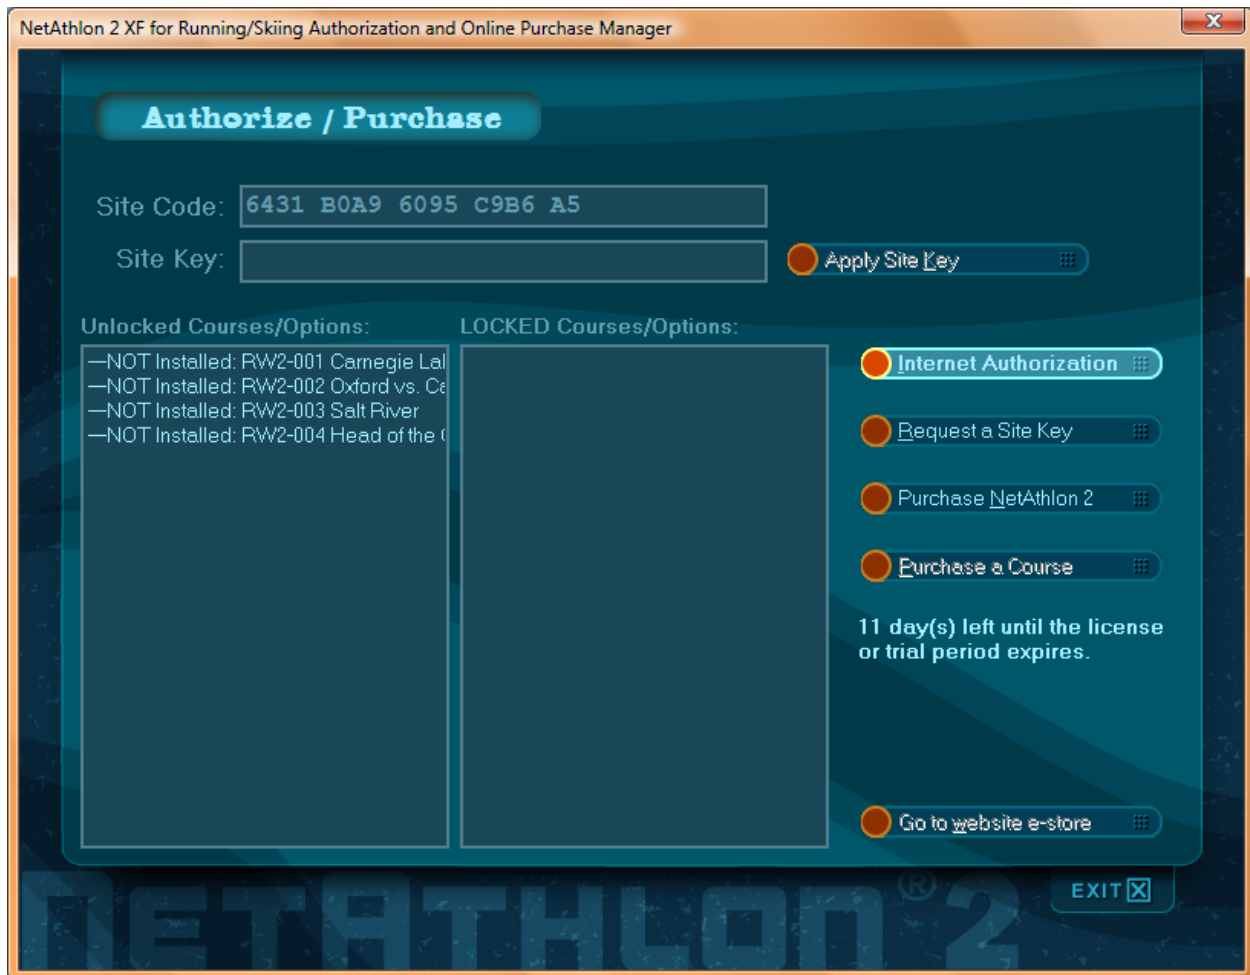 NetAthlon 2 XF for Running/Skiing Authorization and Online Purchase Manager
Authorize / Purchase
Site Code: 6431 B0A9 6095 C9B6 A5
Site Key:
Apply Site Key
Unlocked Courses/Options:
LOCKED Courses/Options:
—NOT Installed: RW2-001 Carnegie Lal
—NOT Installed: RW2-002 Oxford vs. Ca
—NOT Installed: RW2-003 Salt River
—NOT Installed: RW2-004 Head of the
Internet Authorization
Request a Site Key
Purchase NetAthlon 2
Purchase a Course
11 day(s) left until the license
or trial period expires.
Go to website e-store
EXIT
NETATHLON® 2